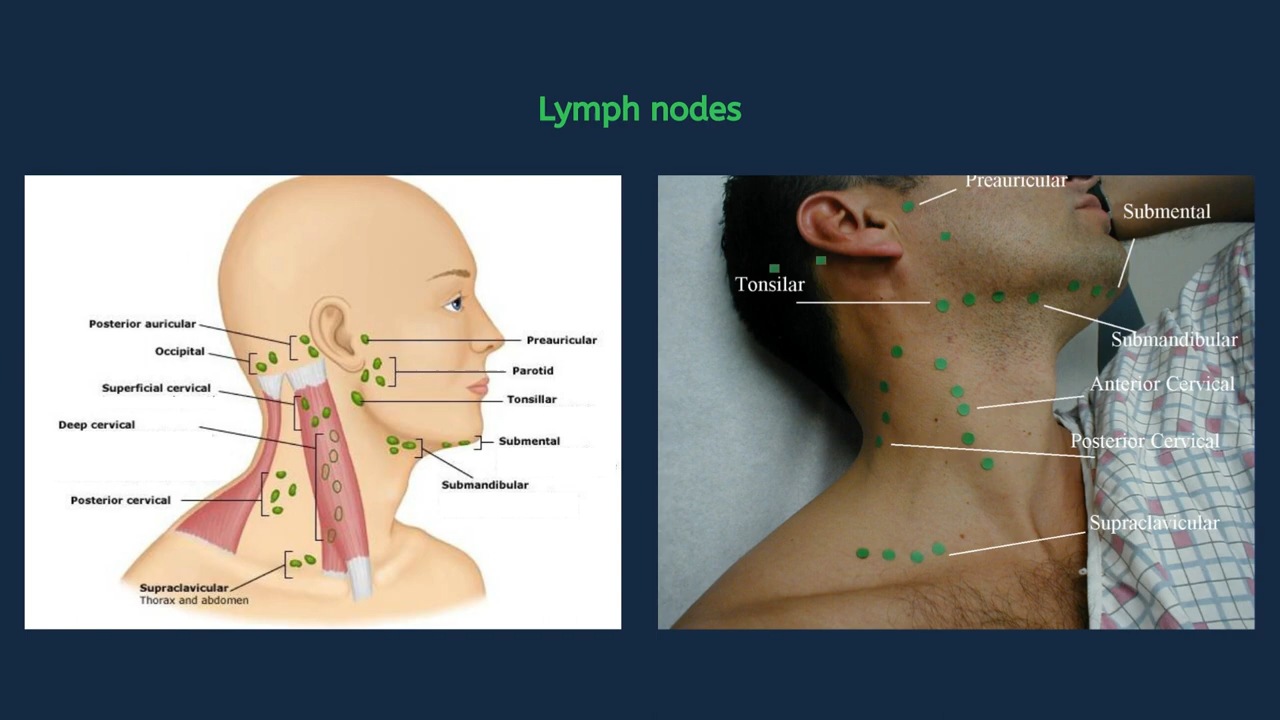 Lymph nodes
Posterior auricular
Occipital
Superficial cervical
Deep cervical
Posterior cervical
Supraclavicular
Thorax and abdomen
Preauricular
Parotid
Tonsillar
Submental
Submandibular
Preauricular
Submental
Tonsilar
Submandibular
Anterior Cervical
Posterior Cervical
Supraclavicular